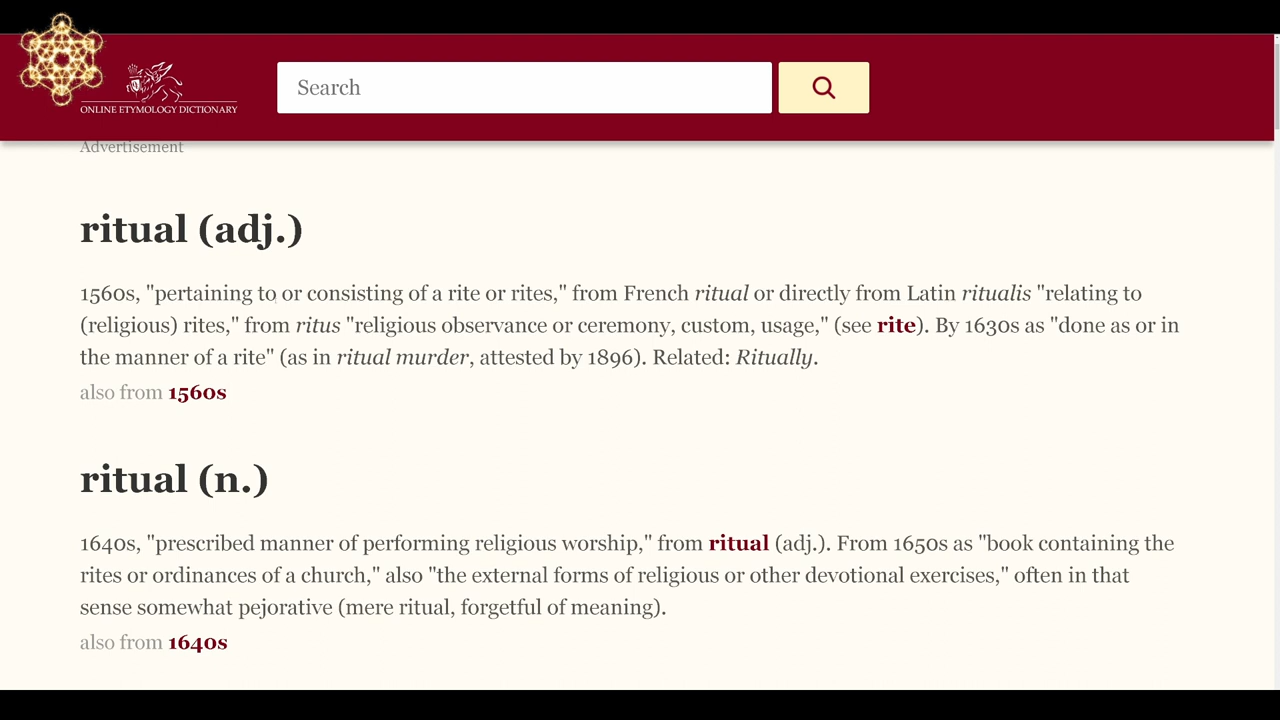 ONLINE ETYMOLOGY DICTIONARY
Search
Advertisement
ritual (adj.)
1560s, "pertaining to or consisting of a rite or rites," from French ritual or directly from Latin ritualis "relating to
(religious) rites," from ritus "religious observance or ceremony, custom, usage," (see rite). By 1630s as "done as or in
the manner of a rite" (as in ritual murder, attested by 1896). Related: Ritually.
also from 1560s
ritual (n.)
1640s, "prescribed manner of performing religious worship," from ritual (adj.). From 1650s as "book containing the
rites or ordinances of a church," also "the external forms of religious or other devotional exercises," often in that
sense somewhat pejorative (mere ritual, forgetful of meaning).
also from 1640s